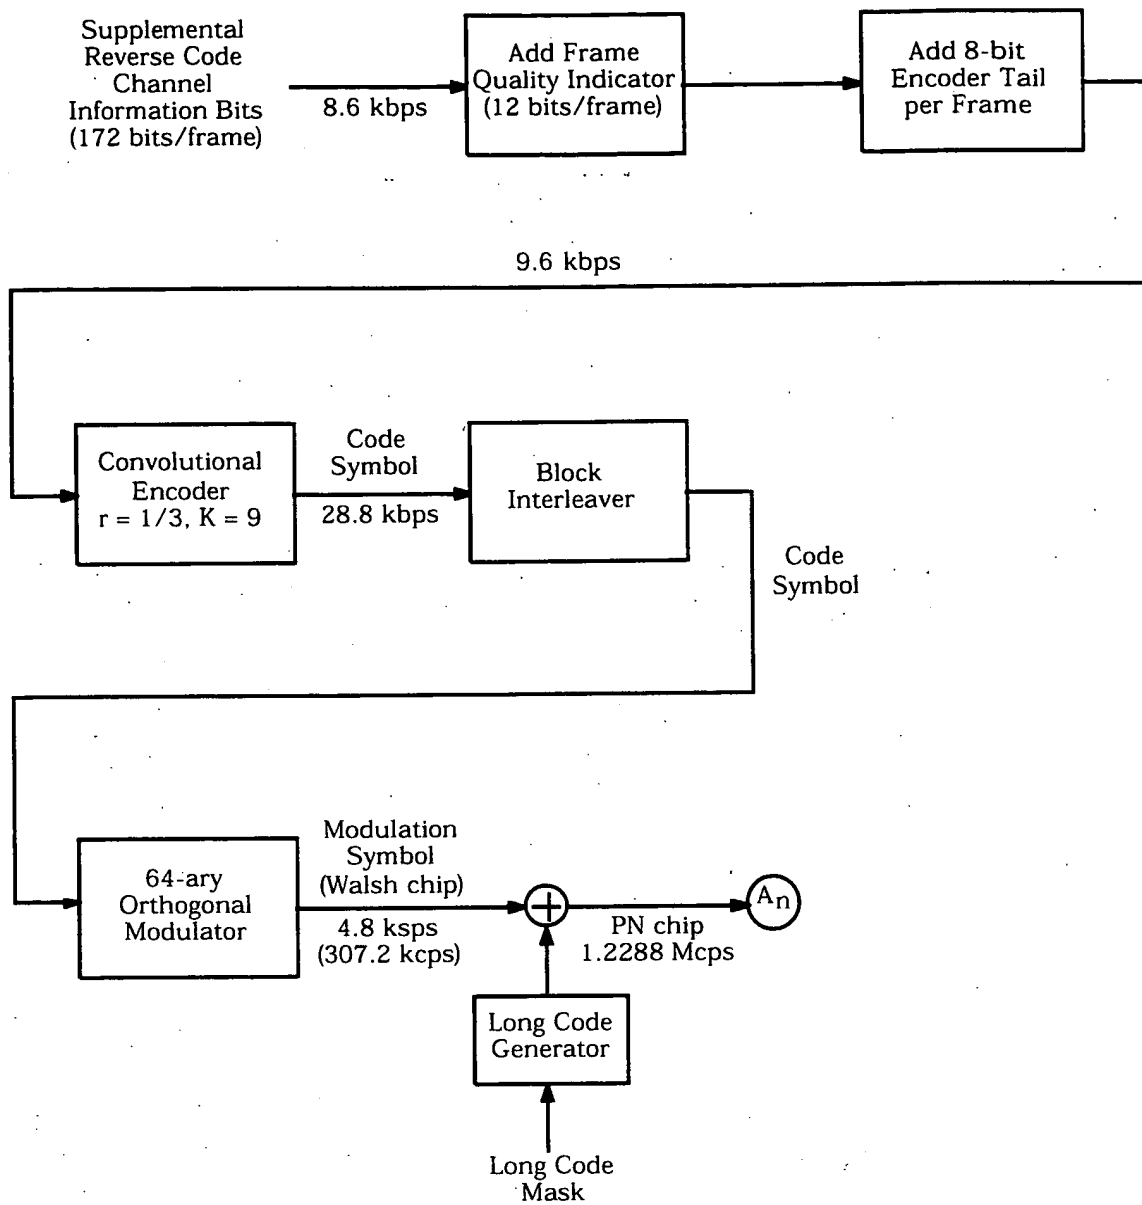 Supplemental
Reverse Code
Channel
Information Bits
(172 bits/frame)
8.6 kbps
Add Frame
Quality Indicator
(12 bits/frame)
Add 8-bit
Encoder Tail
per Frame
9.6 kbps
Convolutional
Encoder
r = 1/3, K = 9
Code
Symbol
28.8 kbps
Block
Interleaver
Code
Symbol
64-ary
Orthogonal
Modulator
Modulation
Symbol
(Walsh chip)
4.8 ksps
(307.2 kcps)
PN chip
1.2288 Mcps
An
Long Code
Generator
Long Code
Mask